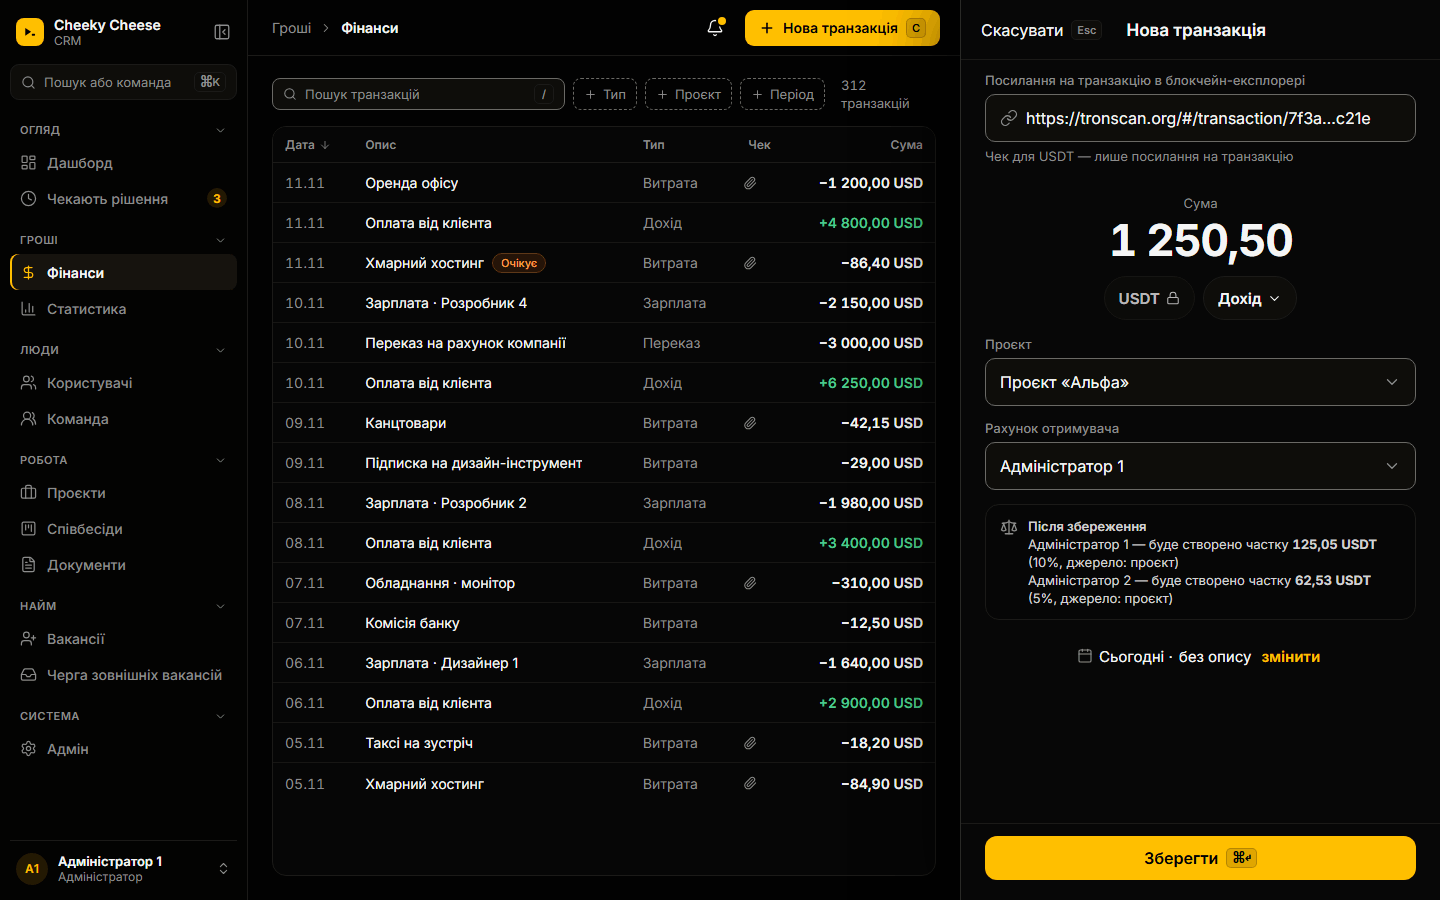 Cheeky Cheese
CRM
Пошук або команда ⌘K
ОГЛЯД
Дашборд
Чекають рішення 3
ГРОШІ
Фінанси
Статистика
ЛЮДИ
Користувачі
Команда
РОБОТА
Проєкти
Співбесіди
Документи
НАЙМ
Вакансії
Черга зовнішніх вакансій
СИСТЕМА
Адмін
A1 Адміністратор 1
Адміністратор
Гроші > Фінанси
+ Нова транзакція C
Пошук транзакцій /
+ Тип
+ Проєкт
+ Період
312
транзакцій
Дата ↓ Опис Тип Чек Сума
11.11 Оренда офісу Витрата −1 200,00 USD
11.11 Оплата від клієнта Дохід +4 800,00 USD
11.11 Хмарний хостинг Очікує Витрата −86,40 USD
10.11 Зарплата · Розробник 4 Зарплата −2 150,00 USD
10.11 Переказ на рахунок компанії Переказ −3 000,00 USD
10.11 Оплата від клієнта Дохід +6 250,00 USD
09.11 Канцтовари Витрата −42,15 USD
09.11 Підписка на дизайн-інструмент Витрата −29,00 USD
08.11 Зарплата · Розробник 2 Зарплата −1 980,00 USD
08.11 Оплата від клієнта Дохід +3 400,00 USD
07.11 Обладнання · монітор Витрата −310,00 USD
07.11 Комісія банку Витрата −12,50 USD
06.11 Зарплата · Дизайнер 1 Зарплата −1 640,00 USD
06.11 Оплата від клієнта Дохід +2 900,00 USD
05.11 Таксі на зустріч Витрата −18,20 USD
05.11 Хмарний хостинг Витрата −84,90 USD
Скасувати Esc Нова транзакція
Посилання на транзакцію в блокчейн-експлорері
https://tronscan.org/#/transaction/7f3a…c21e
Чек для USDT — лише посилання на транзакцію
Сума
1 250,50
USDT Дохід
Проєкт
Проєкт «Альфа»
Рахунок отримувача
Адміністратор 1
Після збереження
Адміністратор 1 — буде створено частку 125,05 USDT
(10%, джерело: проєкт)
Адміністратор 2 — буде створено частку 62,53 USDT
(5%, джерело: проєкт)
Сьогодні · без опису змінити
Зберегти ⌘↵